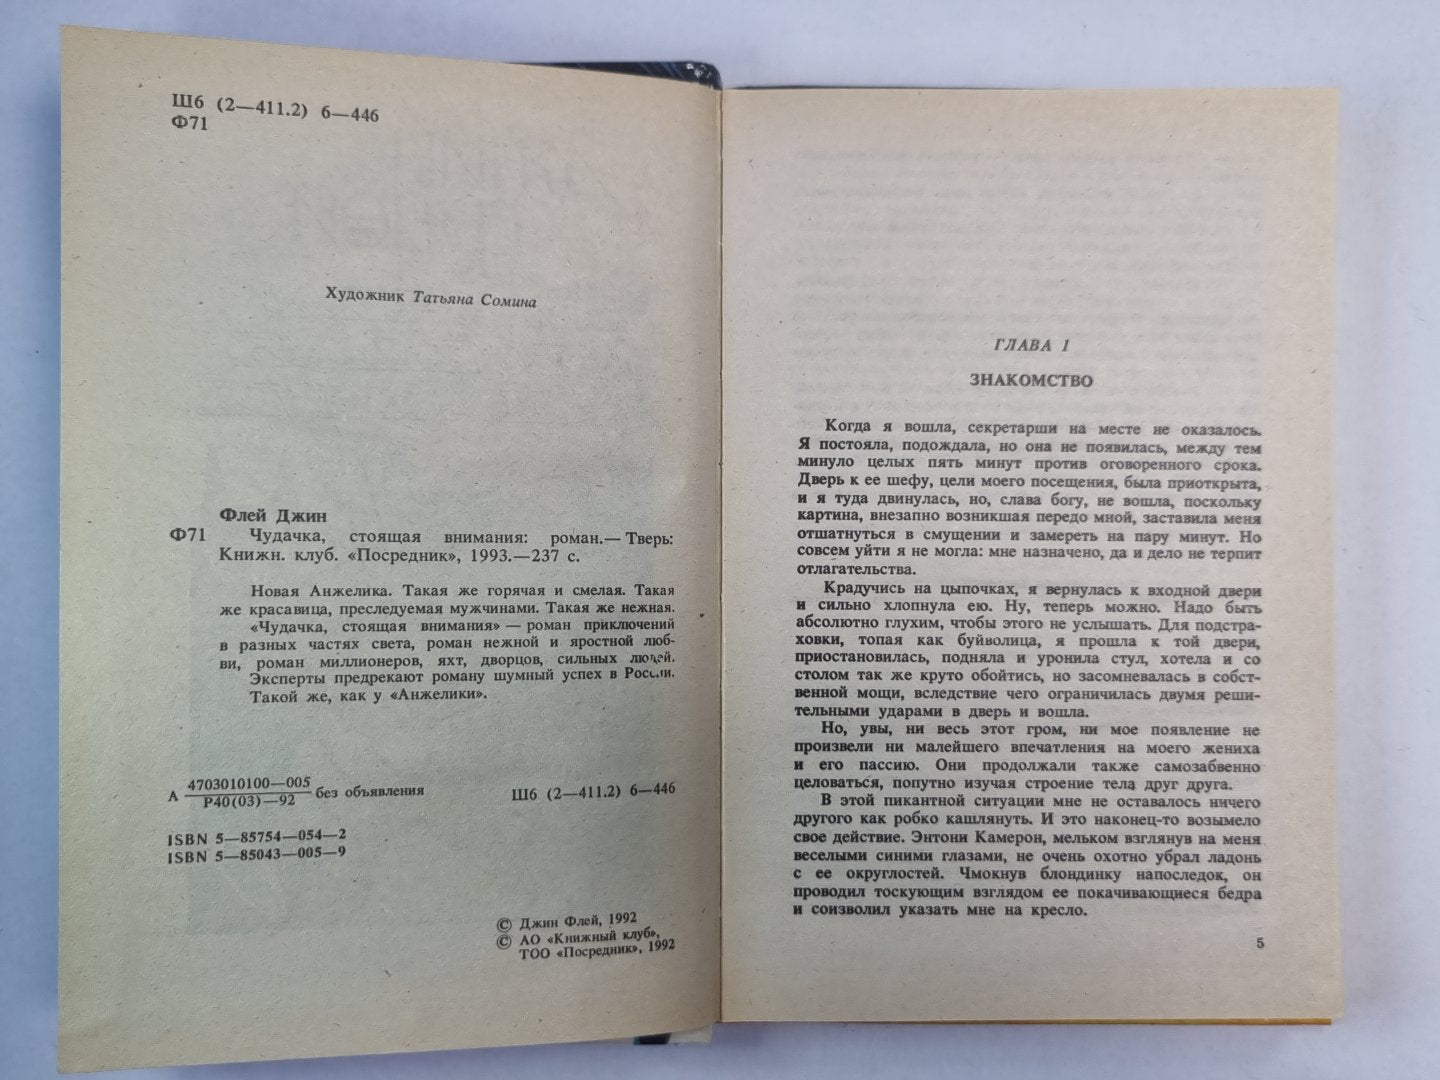 Ш6 (2—411.2) 6—446
Ф71
Художник Татьяна Сомина
Флей Джин
Ф71 Чудачка, стоящая внимания: роман.— Тверь:
Книжн. клуб. «Посредник», 1993.—237 с.
Новая Анжелика. Такая же горячая и смелая. Такая
же красавица, преследуемая мужчинами. Такая же нежная.
«Чудачка, стоящая внимания» — роман приключений
в разных частях света, роман нежной и яростной люб-
ви, роман миллионеров, яхт, дворцов, сильных людей.
Эксперты предрекают роману шумный успех в России.
Такой же, как у «Анжелики».
А 4703010100—005
Р40(03)—92 без объявления Ш6 (2—411.2) 6—446
ISBN 5—85754—054—2
ISBN 5—85043—005—9
© Джин Флей, 1992
© АО «Книжный клуб»,
ТОО «Посредник», 1992
ГЛАВА 1
ЗНАКОМСТВО
Когда я вошла, секретарши на месте не оказалось.
Я постояла, подождала, но она не появилась, между тем
минуло целых пять минут против оговоренного срока.
Дверь к ее шефу, цели моего посещения, была приоткрыта,
и я туда двинулась, но, слава богу, не вошла, поскольку
картина, внезапно возникшая передо мной, заставила меня
отшатнуться в смущении и замереть на пару минут. Но
совсем уйти я не могла: мне назначено, да и дело не терпит
отлагательства.
Крадучись на цыпочках, я вернулась к входной двери
и сильно хлопнула ею. Ну, теперь можно. Надо быть
абсолютно глухим, чтобы этого не услышать. Для подстра-
ховки, топая как буйволица, я прошла к той двери,
приостановилась, подняла и уронила стул, хотела и со
столом так же круто обойтись, но засомневалась в собст-
венной мощи, вследствие чего ограничилась двумя реши-
тельными ударами в дверь и вошла.
Но, увы, ни весь этот гром, ни мое появление не
произвели ни малейшего впечатления на моего жениха
и его пассию. Они продолжали также самозабвенно
целоваться, попутно изучая строение тела друг друга.
В этой пикантной ситуации мне не оставалось ничего
другого как робко кашлянуть. И это наконец-то возымело
свое действие. Энтони Камерон, мельком взглянув на меня
веселыми синими глазами, не очень охотно убрал ладонь
с ее округлостей. Чмокнув блондинку напоследок, он
проводил тоскующим взглядом ее покачивающиеся бедра
и соизволил указать мне на кресло.
5